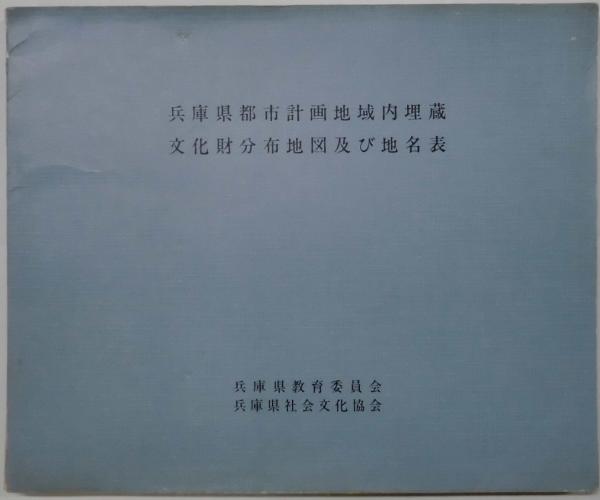 兵庫県都市計画地域内埋蔵
文化財分布地図及び地名表
兵庫県教育委員会
兵庫県社会文化協会